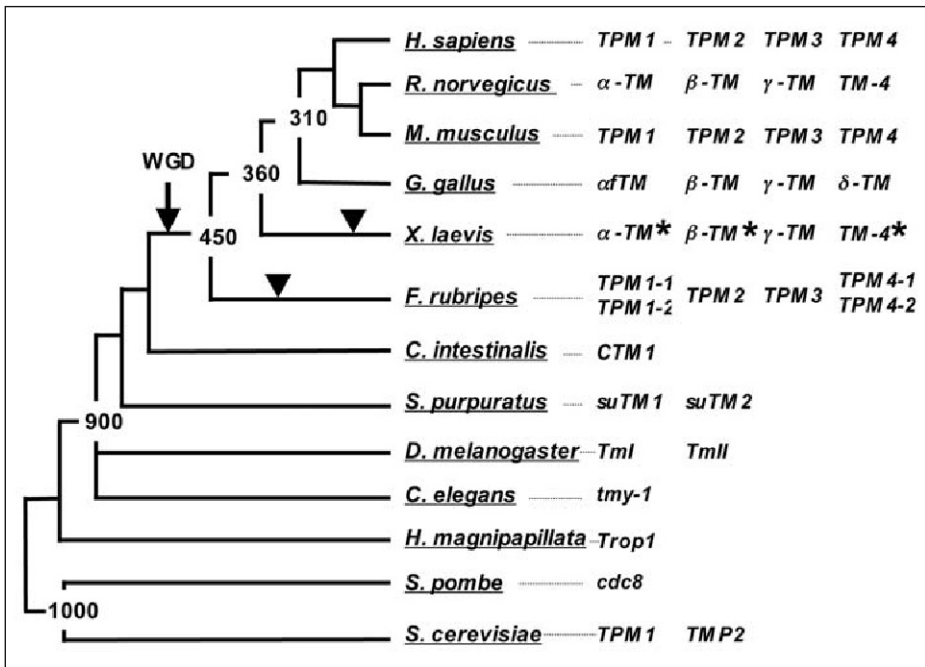 H. sapiens TPM1 TPM2 TPM3 TPM4
R. norvegicus α-TM β-TM γ-TM TM-4
310
M. musculus TPM1 TPM2 TPM3 TPM4
WGD
360
G. gallus αfTM β-TM γ-TM δ-TM
450
X. laevis α-TM* β-TM* γ-TM TM-4*
F. rubripes TPM1-1 TPM2 TPM3 TPM4-1
TPM1-2 TPM4-2
C. intestinalis CTM1
S. purpuratus suTM1 suTM2
900
D. melanogaster TmI TmII
C. elegans tmy-1
H. magnipapillata Trop1
S. pombe cdc8
1000
S. cerevisiae TPM1 TMP2